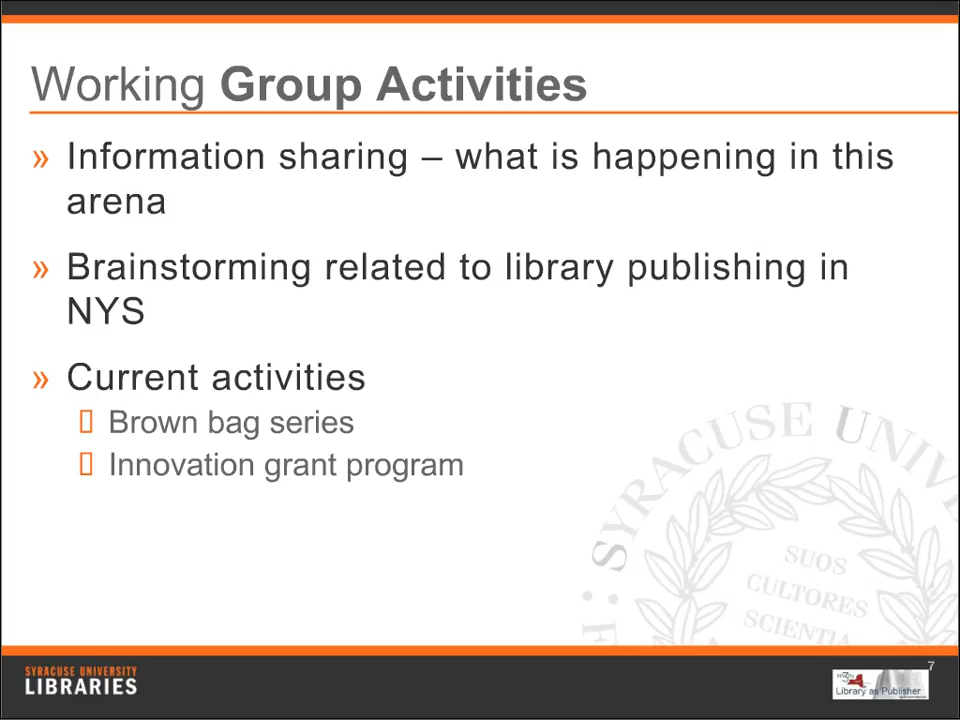 Working Group Activities
» Information sharing – what is happening in this
arena
» Brainstorming related to library publishing in
NYS
» Current activities
Brown bag series
Innovation grant program
SYRACUSE UNIVER
SUOS
CULTORES
SCIENTIA
SYRACUSE UNIVERSITY
LIBRARIES
7
Library as Publisher